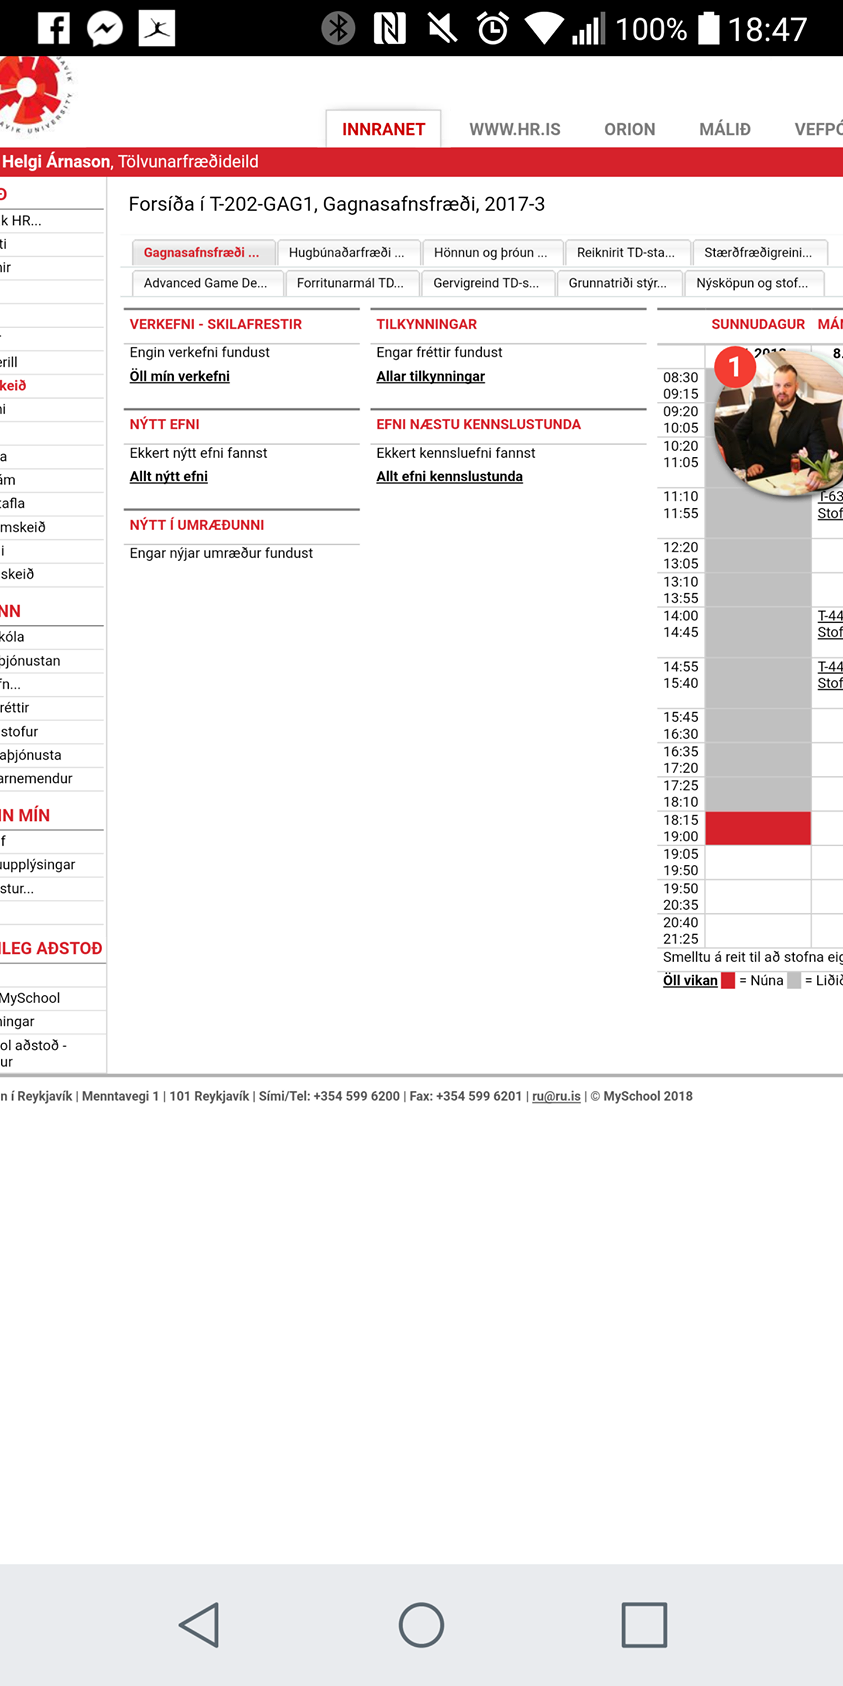 100% 18:47
AVIK UNIVERSITY
INNRANET WWW.HR.IS ORION MÁLIÐ VEFPÓ
Helgi Árnason, Tölvunarfræðideild
Ð
k HR...
ti
nir
erill
keið
ni
a
ám
tafla
mskeið
i
skeið
NN
kóla
þjónustan
fn...
réttir
stofur
aþjónusta
arnemendur
IN MÍN
f
uupplýsingar
stur...
ILEG AÐSTOÐ
MySchool
ningar
ol aðstoð -
ur
Forsíða í T-202-GAG1, Gagnasafnsfræði, 2017-3
Gagnasafnsfræði ... Hugbúnaðarfræði ... Hönnun og þróun ... Reiknirit TD-sta... Stærðfræðigreini...
Advanced Game De... Forritunarmál TD... Gervigreind TD-s... Grunnatriði stýr... Nýsköpun og stof...
VERKEFNI - SKILAFRESTIR
Engin verkefni fundust
Öll mín verkefni
TILKYNNINGAR
Engar fréttir fundust
Allar tilkynningar
NÝTT EFNI
Ekkert nýtt efni fannst
Allt nýtt efni
EFNI NÆSTU KENNSLUSTUNDA
Ekkert kennsluefni fannst
Allt efni kennslustunda
NÝTT Í UMRÆÐUNNI
Engar nýjar umræður fundust
SUNNUDAGUR MÁN
2018 8.
1
08:30
09:15
09:20
10:05
10:20
11:05
11:10 T-63
11:55 Stof
12:20
13:05
13:10
13:55
14:00 T-44
14:45 Stof
14:55 T-44
15:40 Stof
15:45
16:30
16:35
17:20
17:25
18:10
18:15
19:00
19:05
19:50
19:50
20:35
20:40
21:25
Smelltu á reit til að stofna eig
Öll vikan = Núna = Liðið
n í Reykjavík | Menntavegi 1 | 101 Reykjavík | Sími/Tel: +354 599 6200 | Fax: +354 599 6201 | ru@ru.is | © MySchool 2018